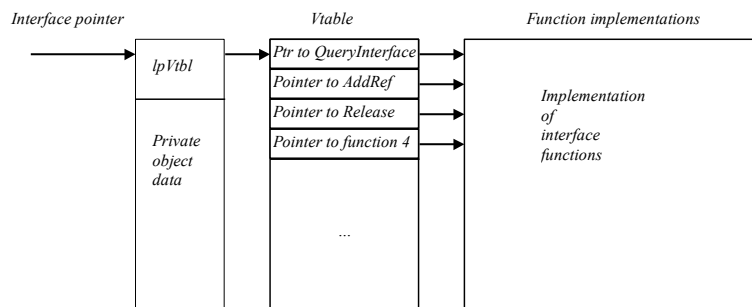 Interface pointer
Vtable
Function implementations
lpVtbl
Ptr to QueryInterface
Pointer to AddRef
Pointer to Release
Pointer to function 4
Private
object
data
...
Implementation
of
interface
functions